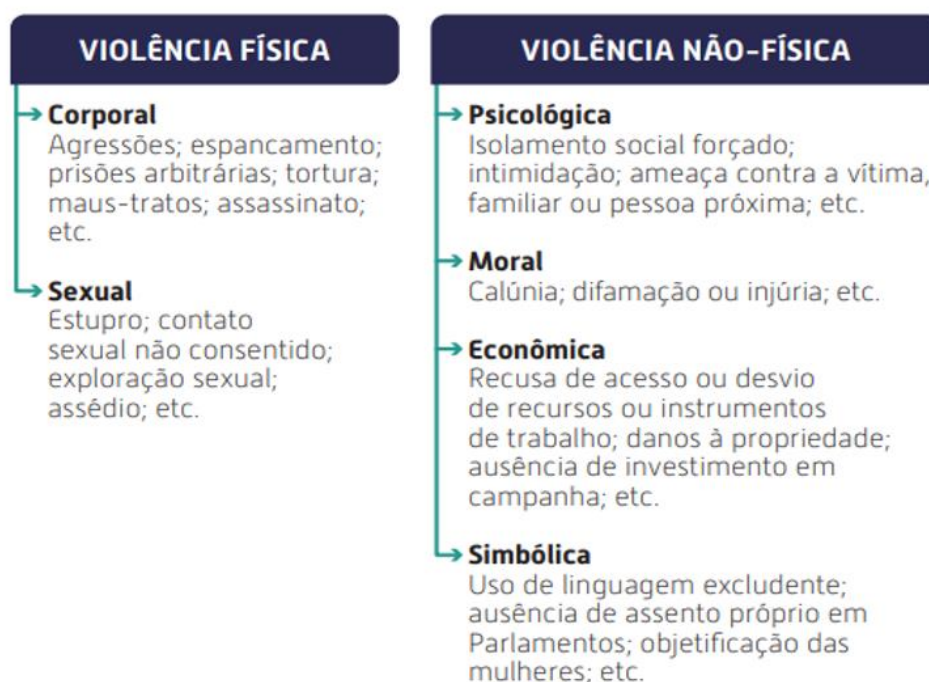 VIOLÊNCIA FÍSICA
Corporal
Agressões; espancamento;
prisões arbitrárias; tortura;
maus-tratos; assassinato;
etc.
Sexual
Estupro; contato
sexual não consentido;
exploração sexual;
assédio; etc.
VIOLÊNCIA NÃO-FÍSICA
Psicológica
Isolamento social forçado;
intimidação; ameaça contra a vítima,
familiar ou pessoa próxima; etc.
Moral
Calúnia; difamação ou injúria; etc.
Econômica
Recusa de acesso ou desvio
de recursos ou instrumentos
de trabalho; danos à propriedade;
ausência de investimento em
campanha; etc.
Simbólica
Uso de linguagem excludente;
ausência de assento próprio em
Parlamentos; objetificação das
mulheres; etc.